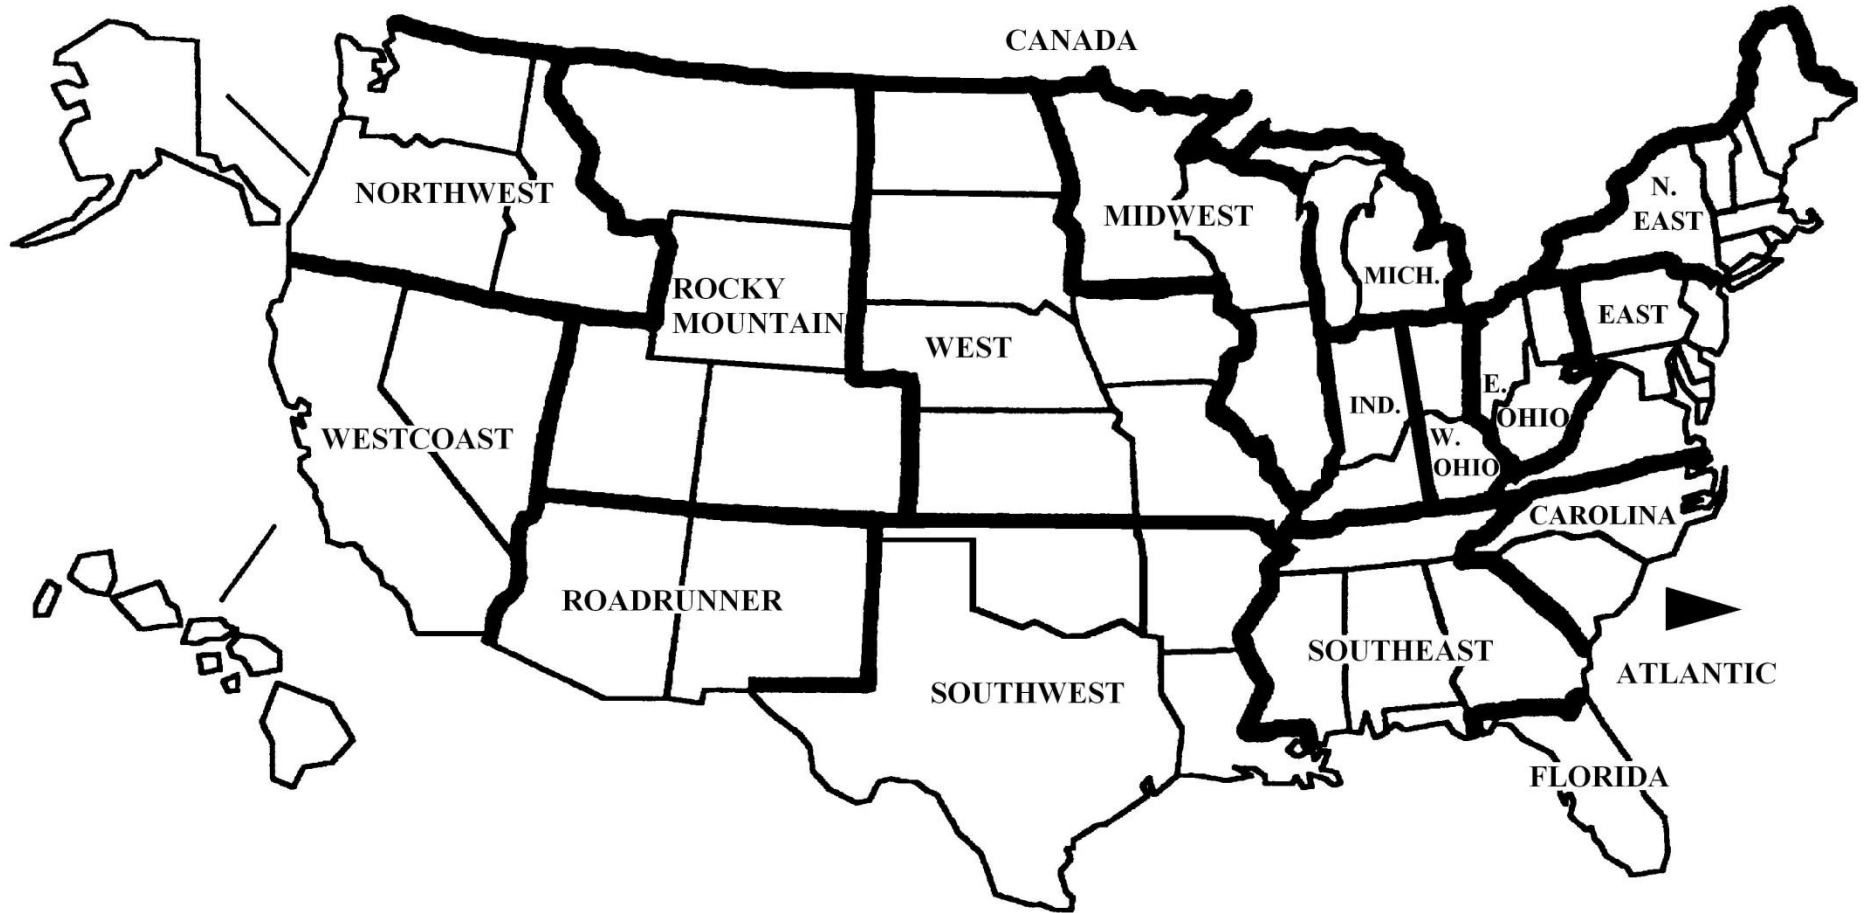 CANADA
NORTHWEST
MIDWEST
MICH.
N.
EAST
ROCKY
MOUNTAIN
WEST
EAST
E.
OHIO
IND.
W.
OHIO
WESTCOAST
CAROLINA
ROADRUNNER
SOUTHWEST
SOUTHEAST
ATLANTIC
FLORIDA